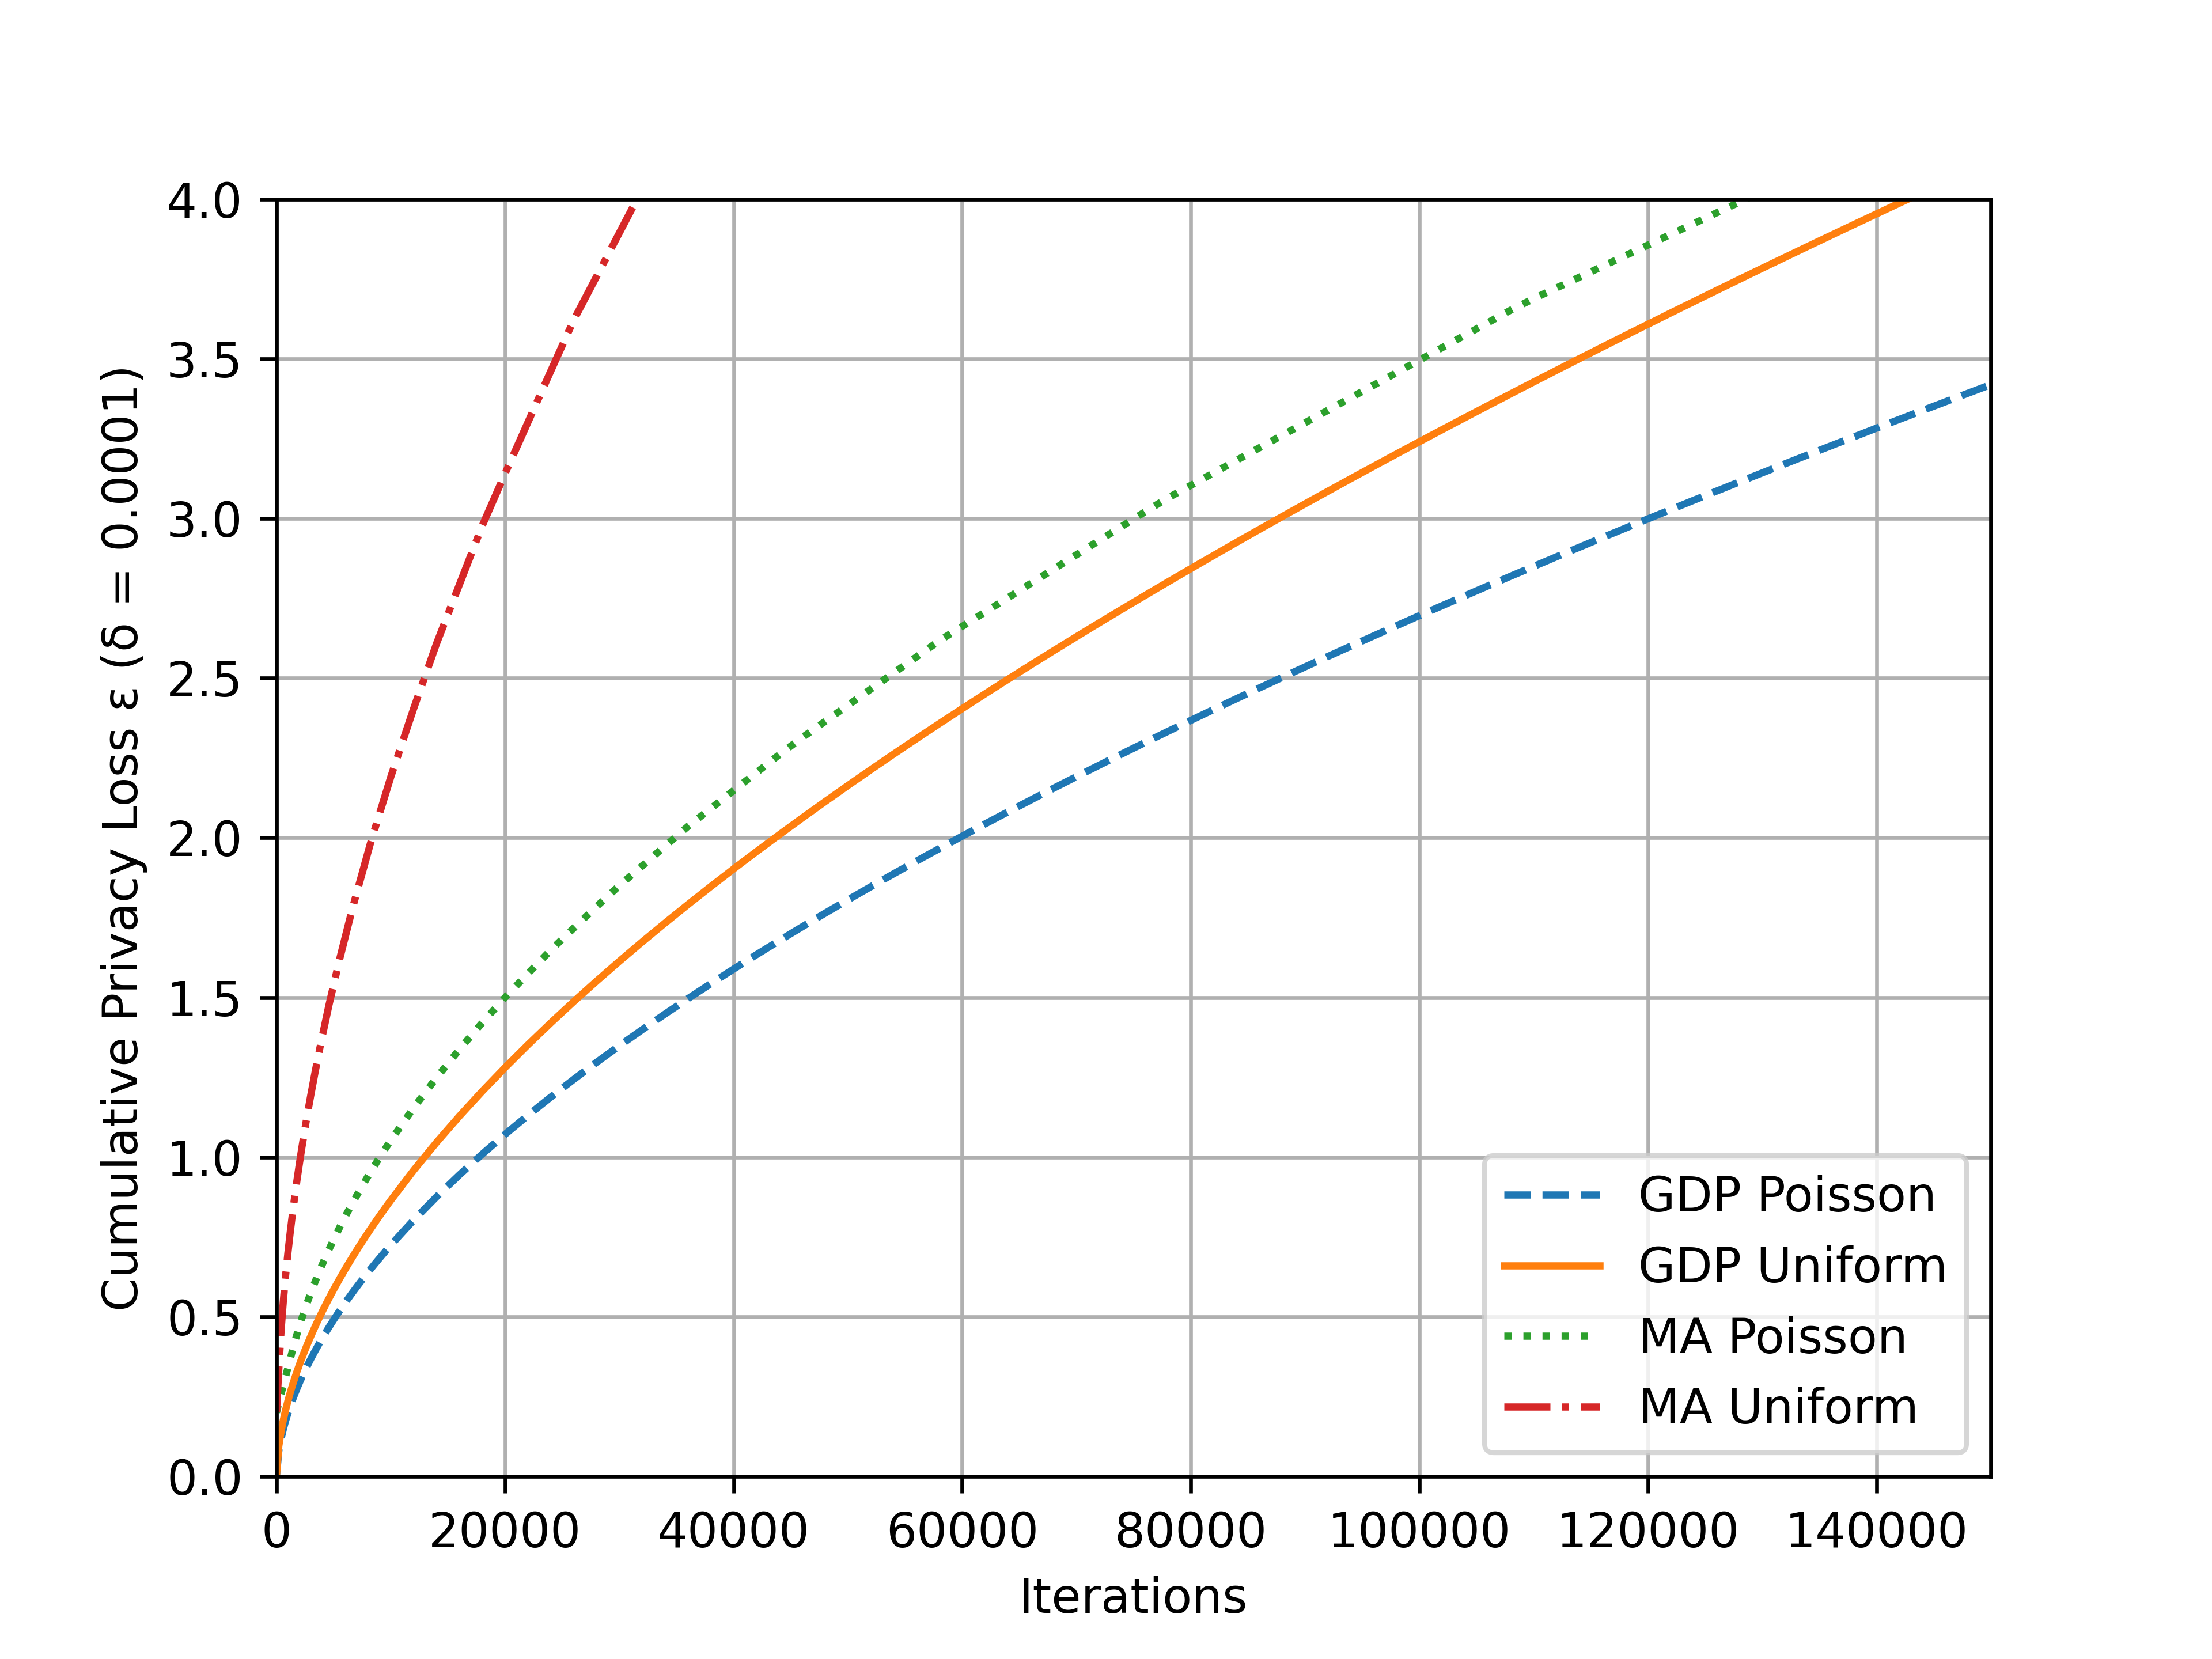 4.0
3.5
3.0
2.5
2.0
1.5
1.0
0.5
0.0
Cumulative Privacy Loss ε (δ = 0.0001)
0 20000 40000 60000 80000 100000 120000 140000
Iterations
GDP Poisson
GDP Uniform
MA Poisson
MA Uniform